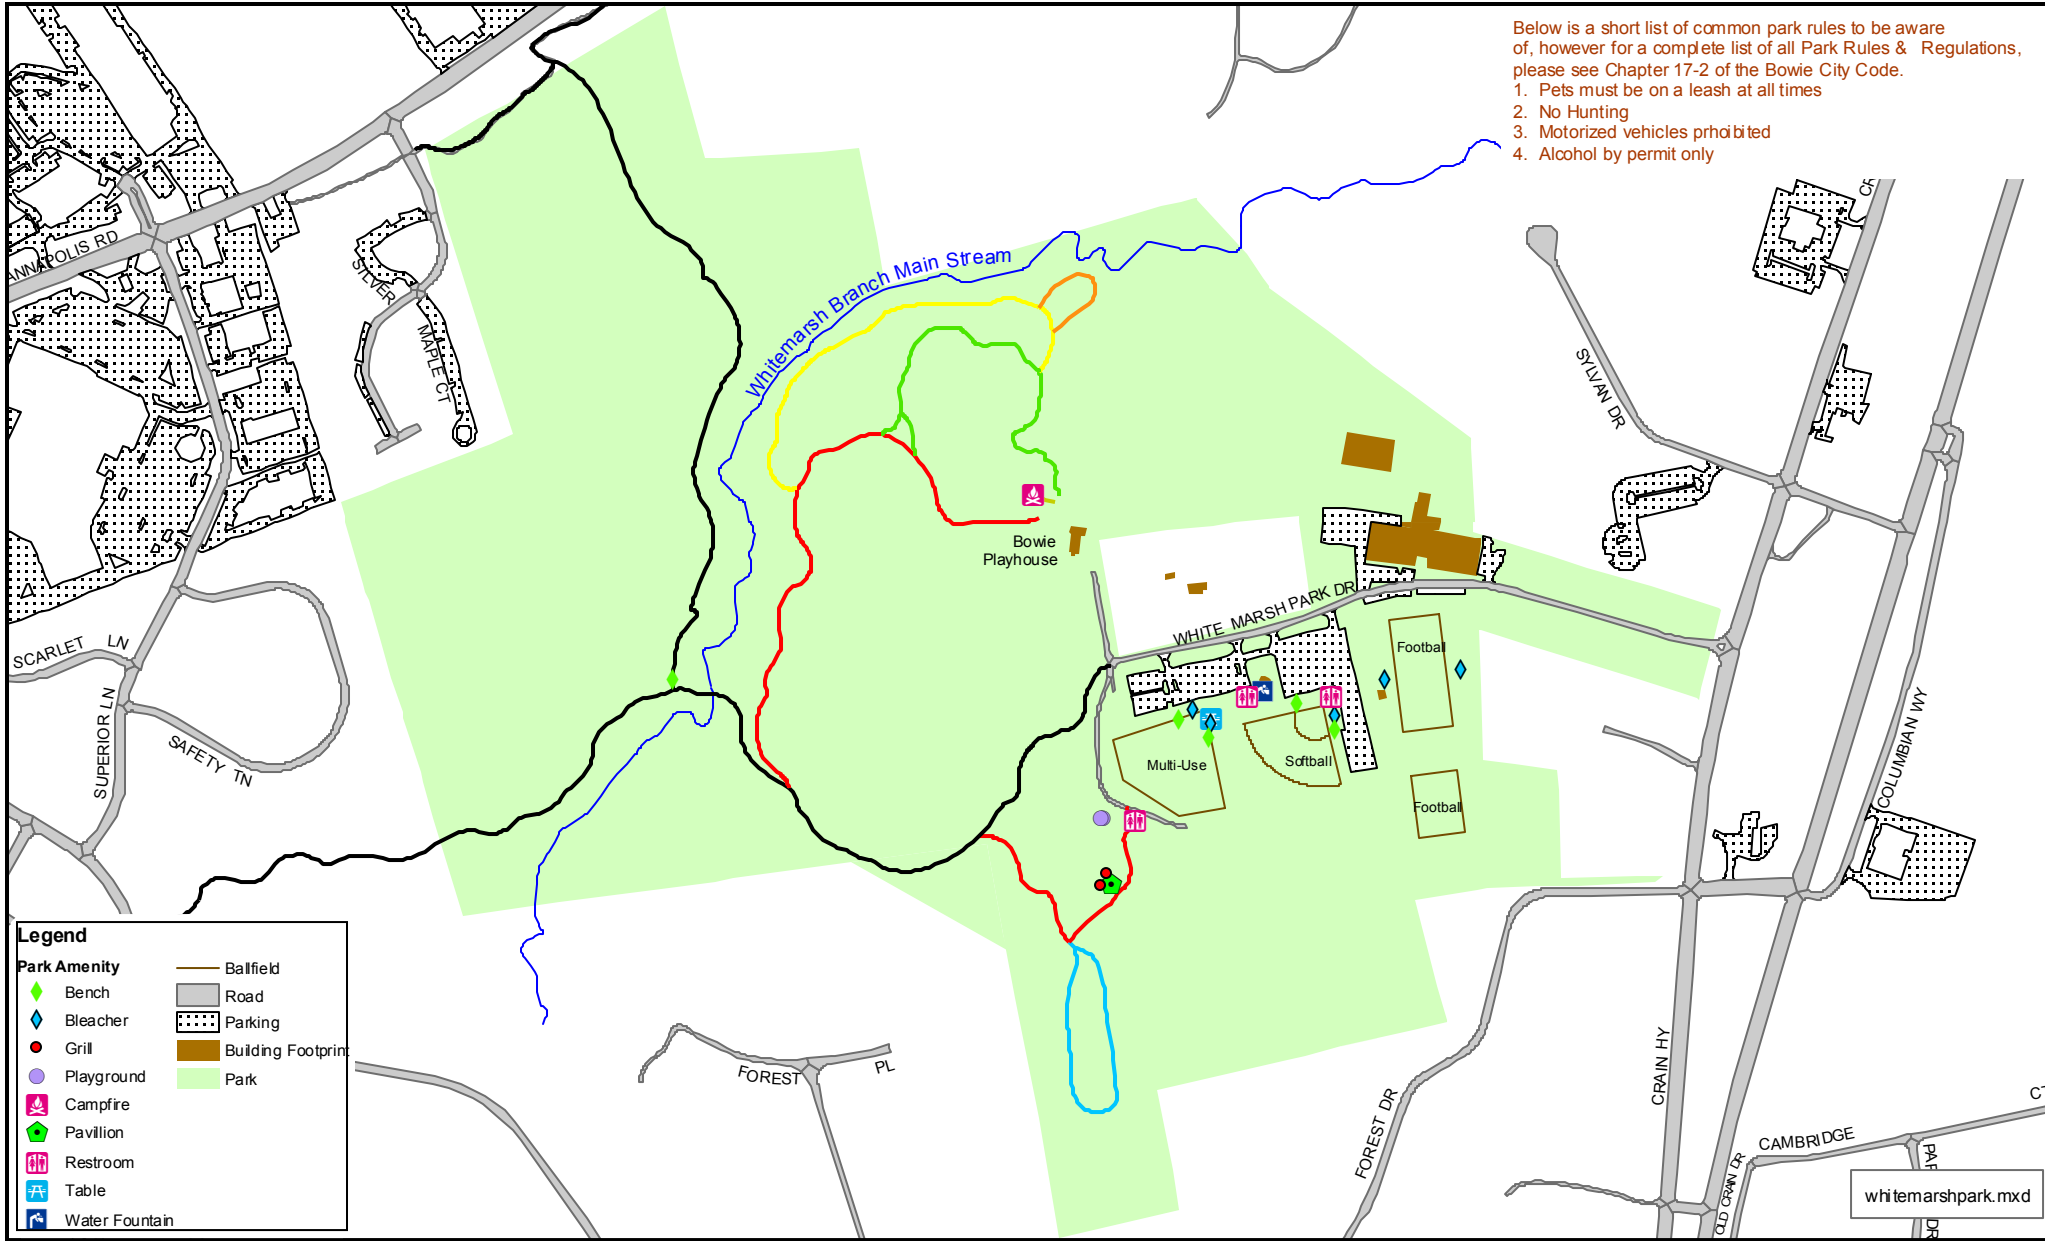 Below is a short list of common park rules to be aware
of, however for a complete list of all Park Rules & Regulations,
please see Chapter 17-2 of the Bowie City Code.
1. Pets must be on a leash at all times
2. No Hunting
3. Motorized vehicles prhoibited
4. Alcohol by permit only
ANNAPOLIS RD
SILVER
MAPLE CT
Whitemarsh Branch Main Stream
SYLVAN DR
Bowie
Playhouse
WHITE MARSH PARK DR
SCARLET LN
SUPERIOR LN
SAFETY TN
Football
Multi-Use
Softball
Football
COLUMBIAN WY
CRAIN HY
FOREST PL
FOREST DR
CAMBRIDGE
OLD CRAIN DR
Legend
Park Amenity
Bench
Bleacher
Grill
Playground
Campfire
Pavillion
Restroom
Table
Water Fountain
Ballfield
Road
Parking
Building Footprint
Park
whitemarshpark.mxd